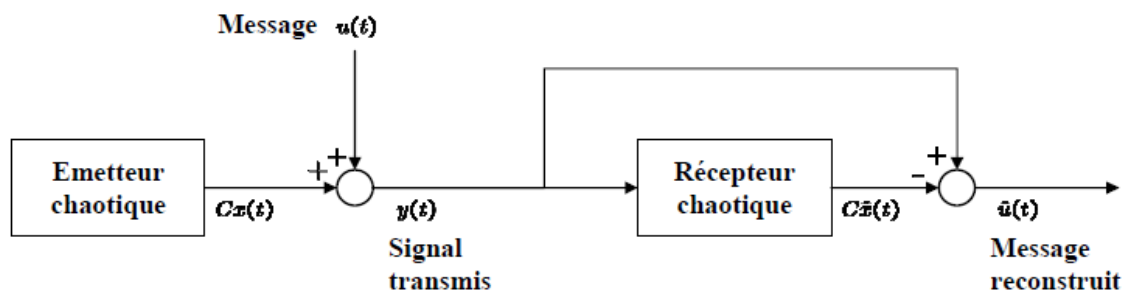 Message u(t)
Emetteur
chaotique
+
+
Cx(t)
y(t)
Signal
transmis
Récepteur
chaotique
+
-
Cx̂(t)
û(t)
Message
reconstruit